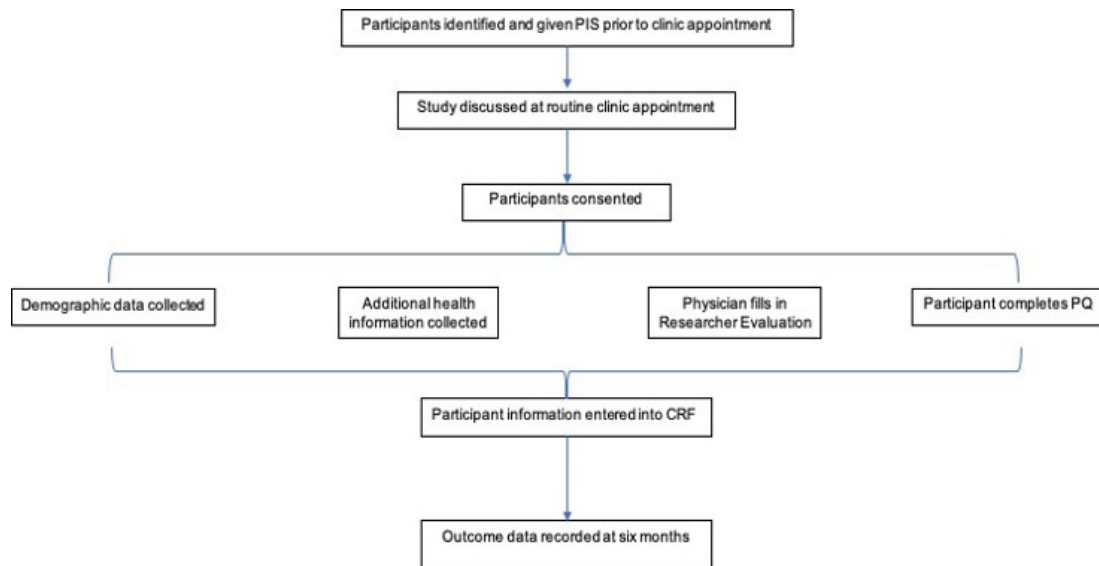 Participants identified and given PIS prior to clinic appointment
Study discussed at routine clinic appointment
Participants consented
Demographic data collected
Additional health
information collected
Physician fills in
Researcher Evaluation
Participant completes PQ
Participant information entered into CRF
Outcome data recorded at six months